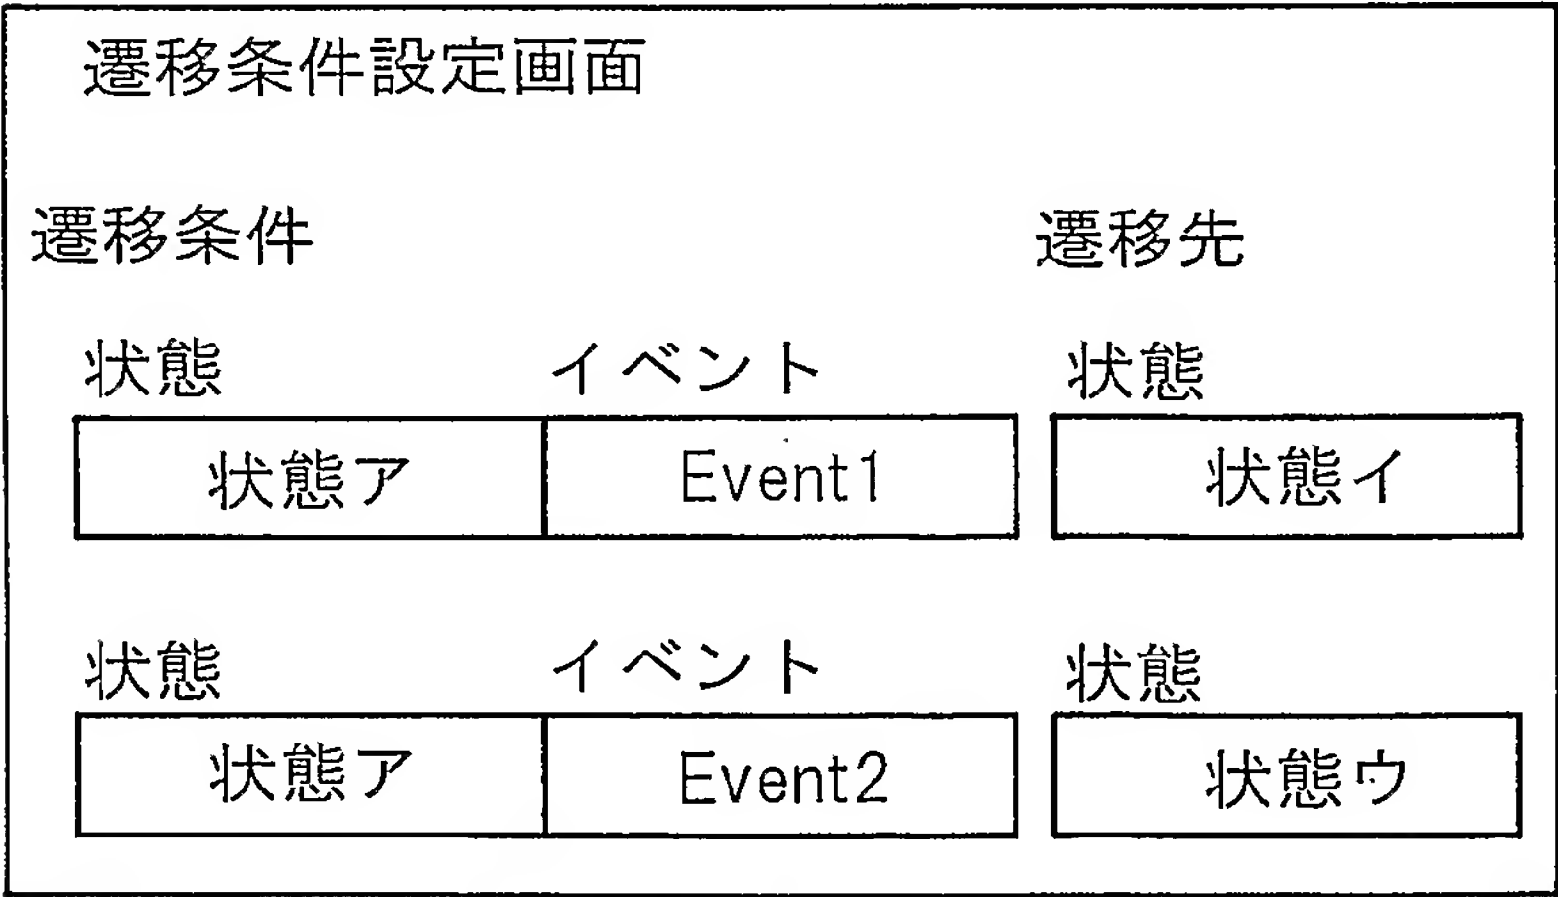 遷移条件設定画面
遷移条件 遷移先
状態 イベント 状態
状態ア Event1 状態イ
状態 イベント 状態
状態ア Event2 状態ウ